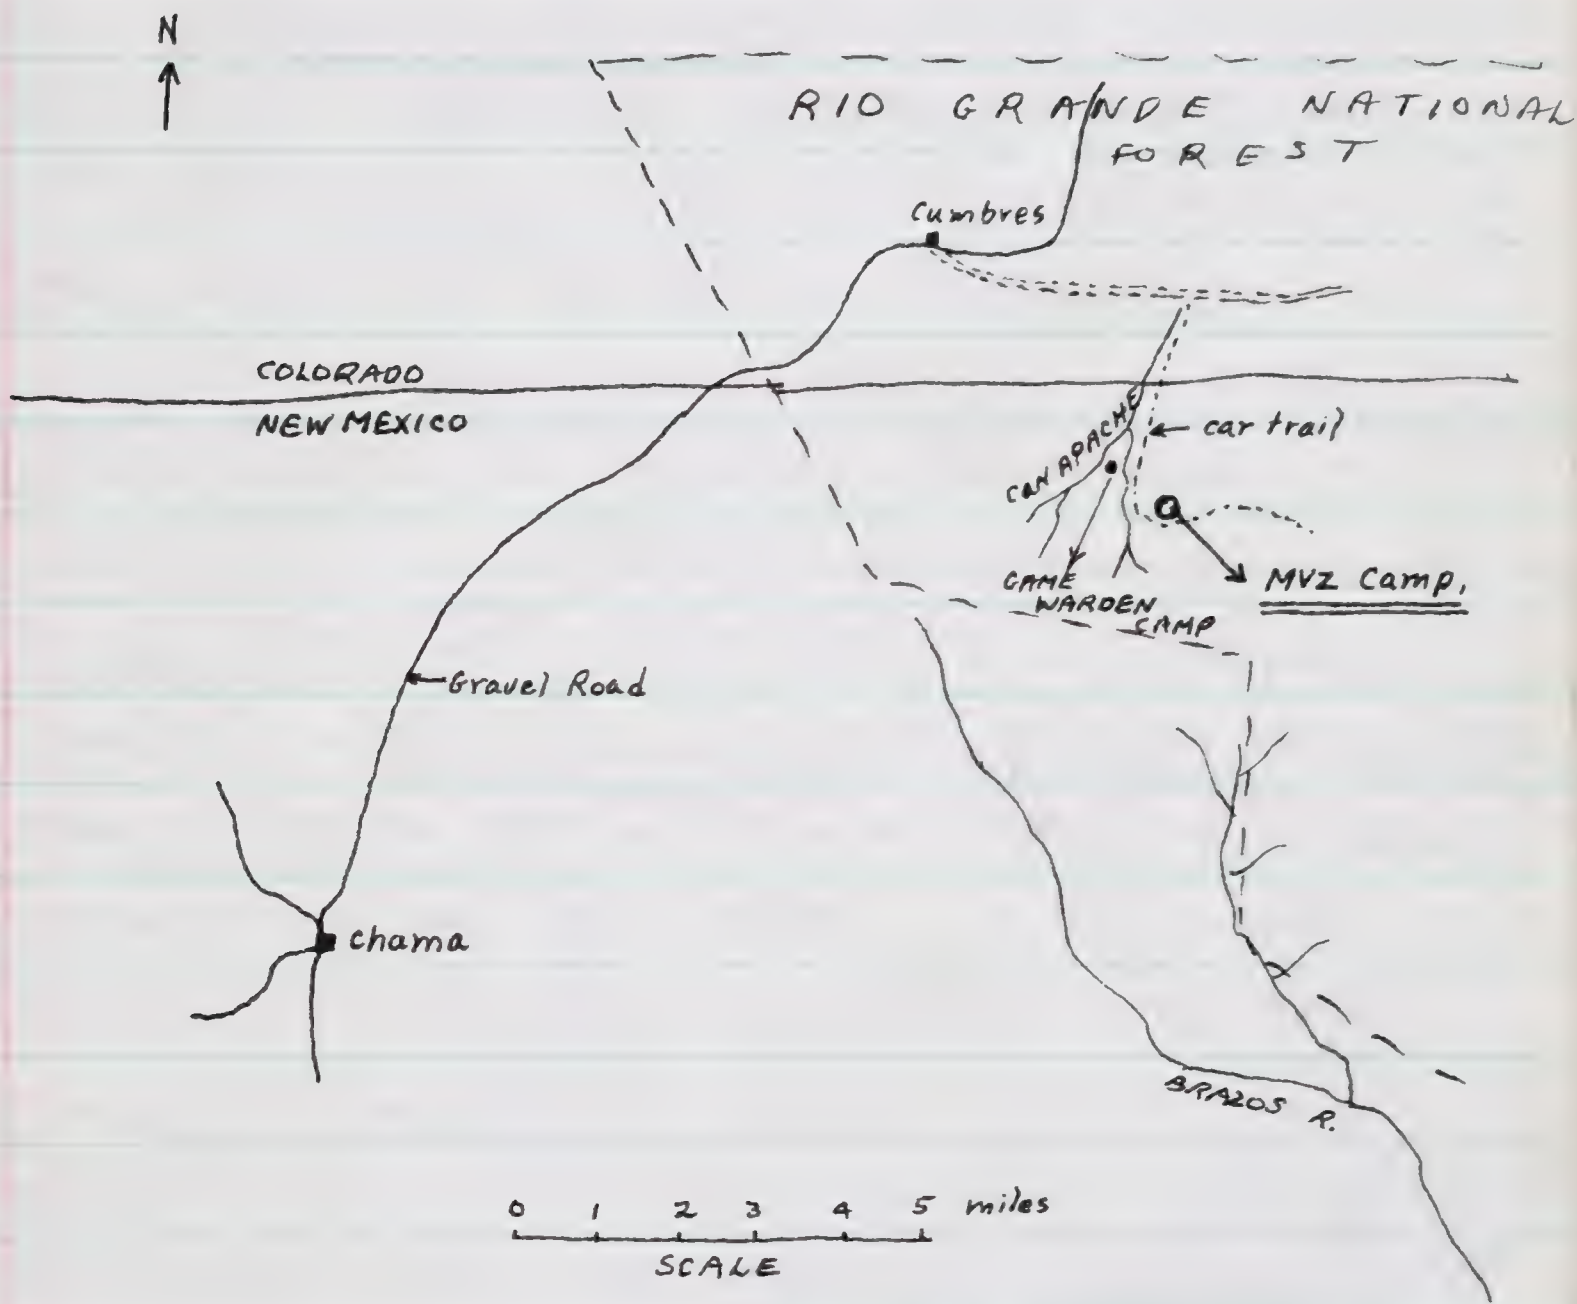 N
RIO GRANDE NATIONAL
FOREST
Cumbres
COLORADO
NEW MEXICO
CAN APACHE
car trail
GAME
WARDEN
CAMP
MVZ Camp.
Gravel Road
Chama
BRAZOS R.
0 1 2 3 4 5 miles
SCALE